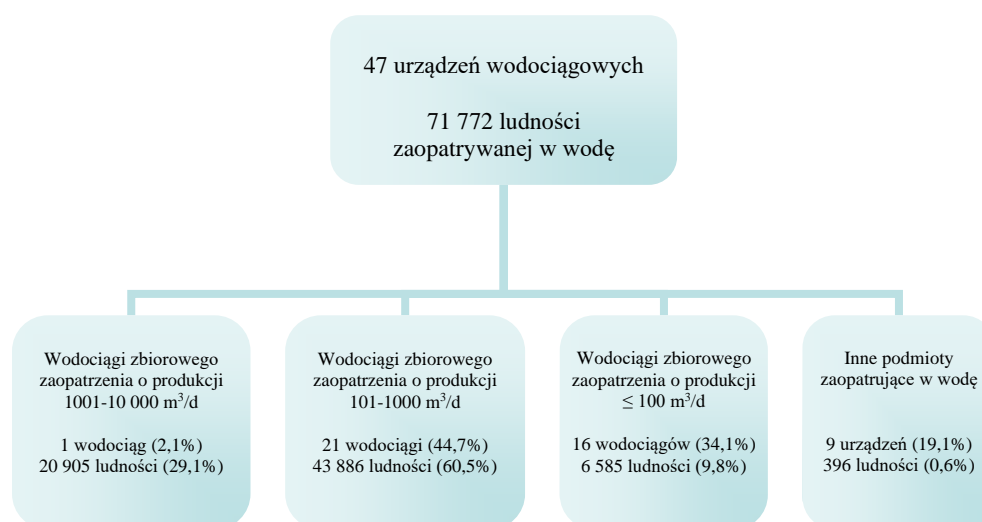 47 urządzeń wodociągowych
71 772 ludności
zaopatrywanej w wodę
Wodociągi zbiorowego
zaopatrzenia o produkcji
1001-10 000 m³/d
1 wodociąg (2,1%)
20 905 ludności (29,1%)
Wodociągi zbiorowego
zaopatrzenia o produkcji
101-1000 m³/d
21 wodociągi (44,7%)
43 886 ludności (60,5%)
Wodociągi zbiorowego
zaopatrzenia o produkcji
≤ 100 m³/d
16 wodociągów (34,1%)
6 585 ludności (9,8%)
Inne podmioty
zaopatrujące w wodę
9 urządzeń (19,1%)
396 ludności (0,6%)